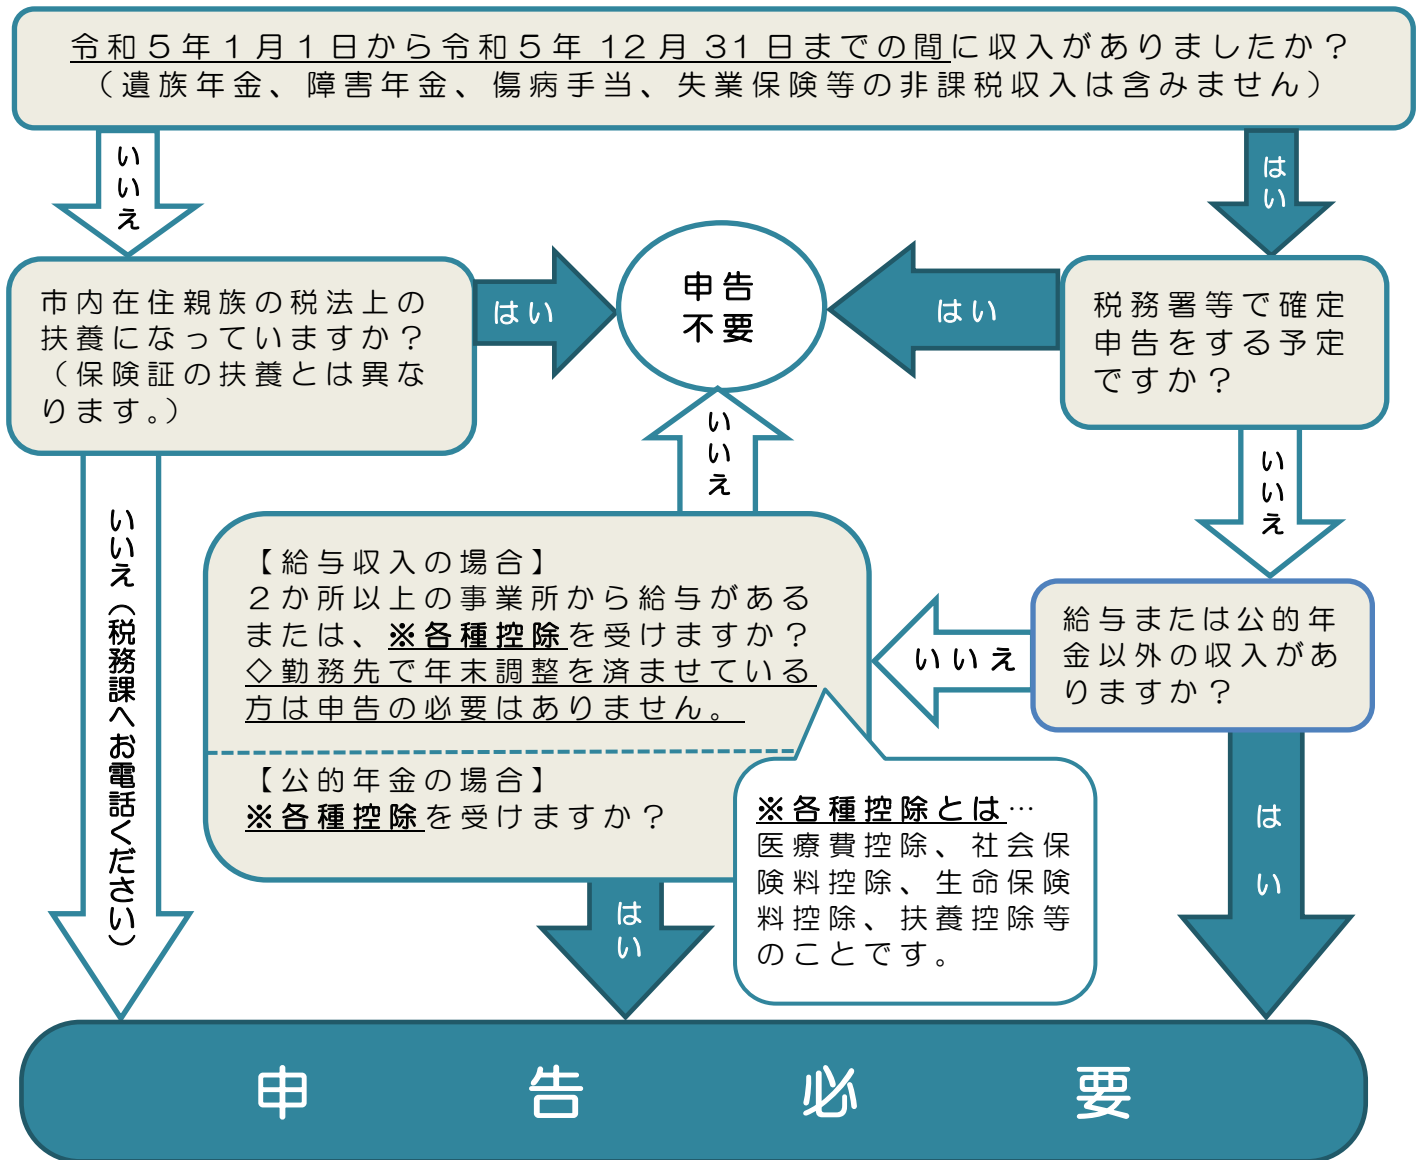 令和５年１月１日から令和５年 12 月 31 日までの間に収入がありましたか？
（遺族年金、障害年金、傷病手当、失業保険等の非課税収入は含みません）
いいえ
はい
市内在住親族の税法上の
扶養になっていますか？
（保険証の扶養とは異な
ります。）
はい
申告
不要
はい
税務署等で確定
申告をする予定
ですか？
いいえ
いいえ
いいえ（税務課へお電話ください）
【給与収入の場合】
２か所以上の事業所から給与がある
または、※各種控除を受けますか？
◇勤務先で年末調整を済ませている
方は申告の必要はありません。
【公的年金の場合】
※各種控除を受けますか？
いいえ
給与または公的年
金以外の収入があ
りますか？
※各種控除とは…
医療費控除、社会保
険料控除、生命保険
料控除、扶養控除等
のことです。
はい
はい
申告必要